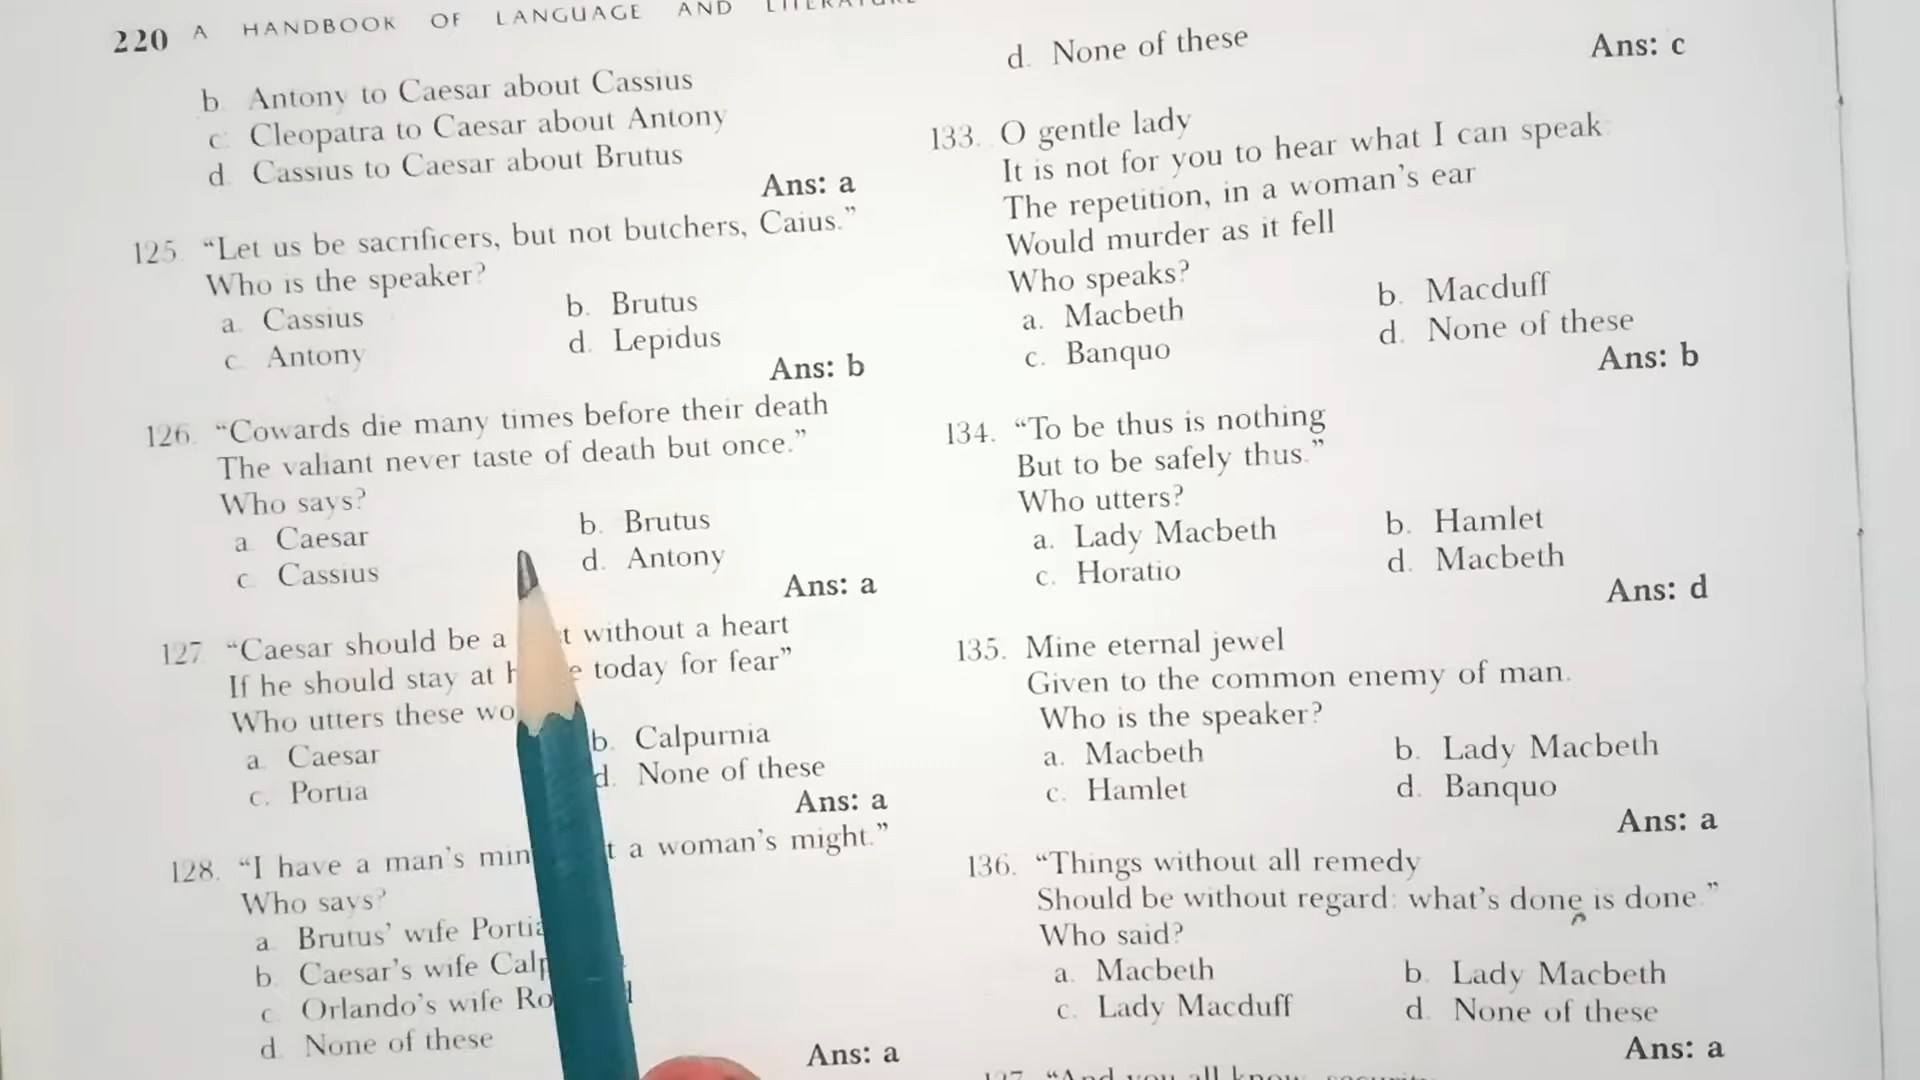 220 A HANDBOOK OF LANGUAGE AND LITERATURE
b. Antony to Caesar about Cassius
c. Cleopatra to Caesar about Antony
d. Cassius to Caesar about Brutus
Ans: a
125. “Let us be sacrificers, but not butchers, Caius.”
Who is the speaker?
a. Cassius b. Brutus
c. Antony d. Lepidus
Ans: b
126. “Cowards die many times before their death
The valiant never taste of death but once.”
Who says?
a. Caesar b. Brutus
c. Cassius d. Antony
Ans: a
127. “Caesar should be a t without a heart
If he should stay at h e today for fear”
Who utters these wo
a. Caesar b. Calpurnia
c. Portia d. None of these
Ans: a
128. “I have a man's min t a woman's might.”
Who says?
a. Brutus' wife Portia
b. Caesar's wife Calp
c. Orlando's wife Ro d
d. None of these
Ans: a
d. None of these
Ans: c
133. O gentle lady
It is not for you to hear what I can speak
The repetition, in a woman's ear
Would murder as it fell
Who speaks?
a. Macbeth b. Macduff
c. Banquo d. None of these
Ans: b
134. “To be thus is nothing
But to be safely thus.”
Who utters?
a. Lady Macbeth b. Hamlet
c. Horatio d. Macbeth
Ans: d
135. Mine eternal jewel
Given to the common enemy of man.
Who is the speaker?
a. Macbeth b. Lady Macbeth
c. Hamlet d. Banquo
Ans: a
136. “Things without all remedy
Should be without regard: what's done is done.”
Who said?
a. Macbeth b. Lady Macbeth
c. Lady Macduff d. None of these
Ans: a
137 “And you all know, security